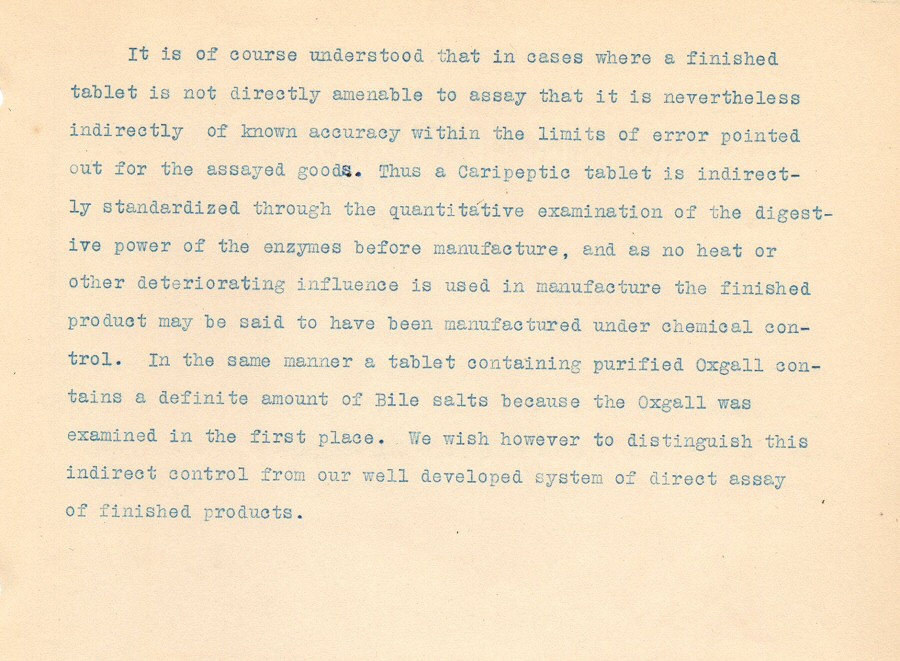 It is of course understood that in cases where a finished
tablet is not directly amenable to assay that it is nevertheless
indirectly of known accuracy within the limits of error pointed
out for the assayed goods. Thus a Caripeptic tablet is indirect-
ly standardized through the quantitative examination of the digest-
ive power of the enzymes before manufacture, and as no heat or
other deteriorating influence is used in manufacture the finished
product may be said to have been manufactured under chemical con-
trol. In the same manner a tablet containing purified Oxgall con-
tains a definite amount of Bile salts because the Oxgall was
examined in the first place. We wish however to distinguish this
indirect control from our well developed system of direct assay
of finished products.